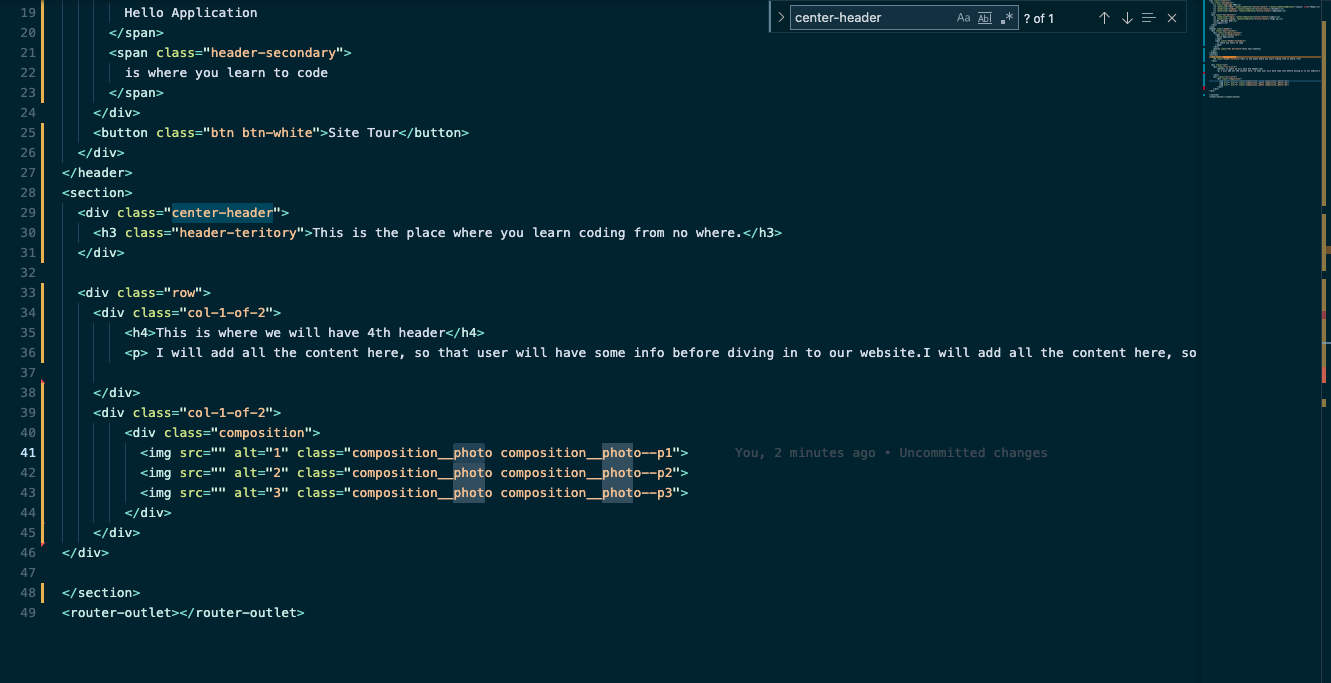 center-header
Aa Abl .* ? of 1
19 Hello Application
20 </span>
21 <span class="header-secondary">
22 is where you learn to code
23 </span>
24 </div>
25 <button class="btn btn-white">Site Tour</button>
26 </div>
27 </header>
28 <section>
29 <div class="center-header">
30 <h3 class="header-teritory">This is the place where you learn coding from no where.</h3>
31 </div>
32
33 <div class="row">
34 <div class="col-1-of-2">
35 <h4>This is where we will have 4th header</h4>
36 <p> I will add all the content here, so that user will have some info before diving in to our website.I will add all the content here, so
37
38 </div>
39 <div class="col-1-of-2">
40 <div class="composition">
41 <img src="" alt="1" class="composition__photo composition__photo--p1"> You, 2 minutes ago • Uncommitted changes
42 <img src="" alt="2" class="composition__photo composition__photo--p2">
43 <img src="" alt="3" class="composition__photo composition__photo--p3">
44 </div>
45 </div>
46 </div>
47
48 </section>
49 <router-outlet></router-outlet>